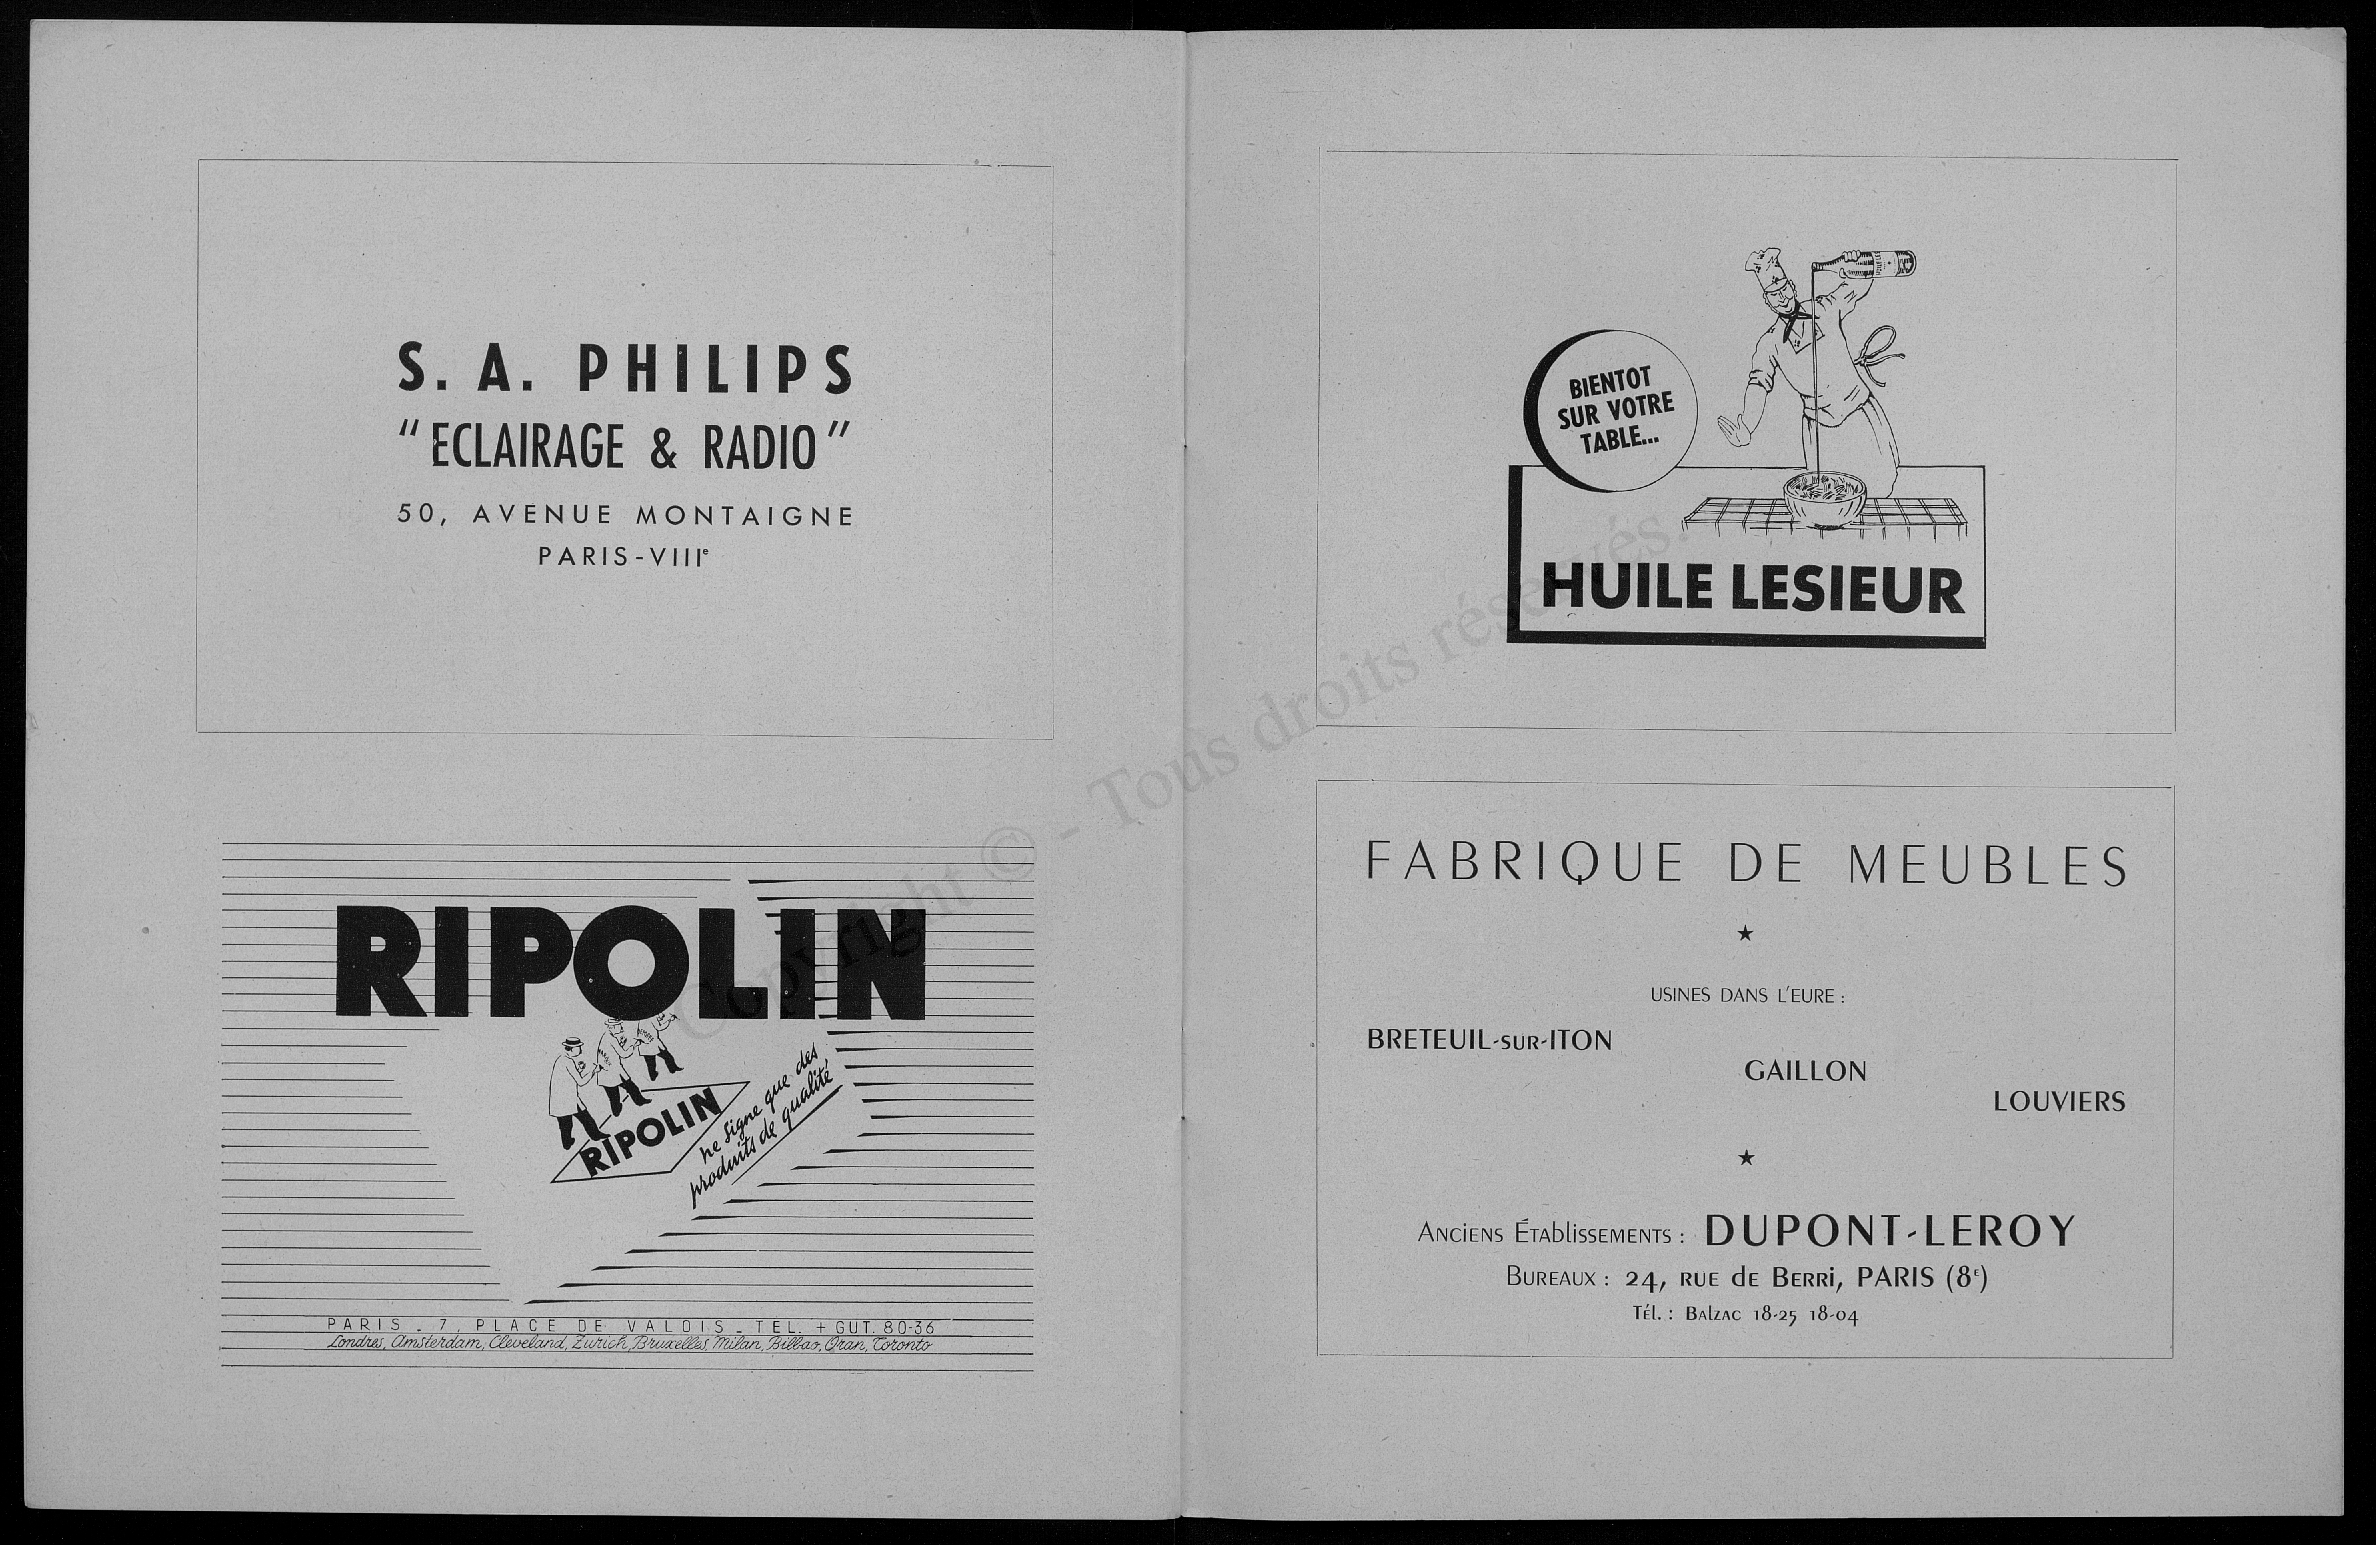 S. A. PHILIPS
"ECLAIRAGE & RADIO"
50, AVENUE MONTAIGNE
PARIS-VIIIe
RIPOLIN
RIPOLIN
ne signe que des
produits de qualité
PARIS - 7, PLACE DE VALOIS - TEL. + GUT. 80-36
Londres, Amsterdam, Cleveland, Zurich, Bruxelles, Milan, Bilbao, Oran, Toronto
BIENTOT
SUR VOTRE
TABLE...
HUILE LESIEUR
FABRIQUE DE MEUBLES
★
USINES DANS L'EURE :
BRETEUIL-SUR-ITON
GAILLON
LOUVIERS
★
ANCIENS ÉTABLISSEMENTS : DUPONT-LEROY
BUREAUX : 24, RUE DE BERRI, PARIS (8E)
TÉL. : BALZAC 18-25 18-04
Copyright © - Tous droits réservés.